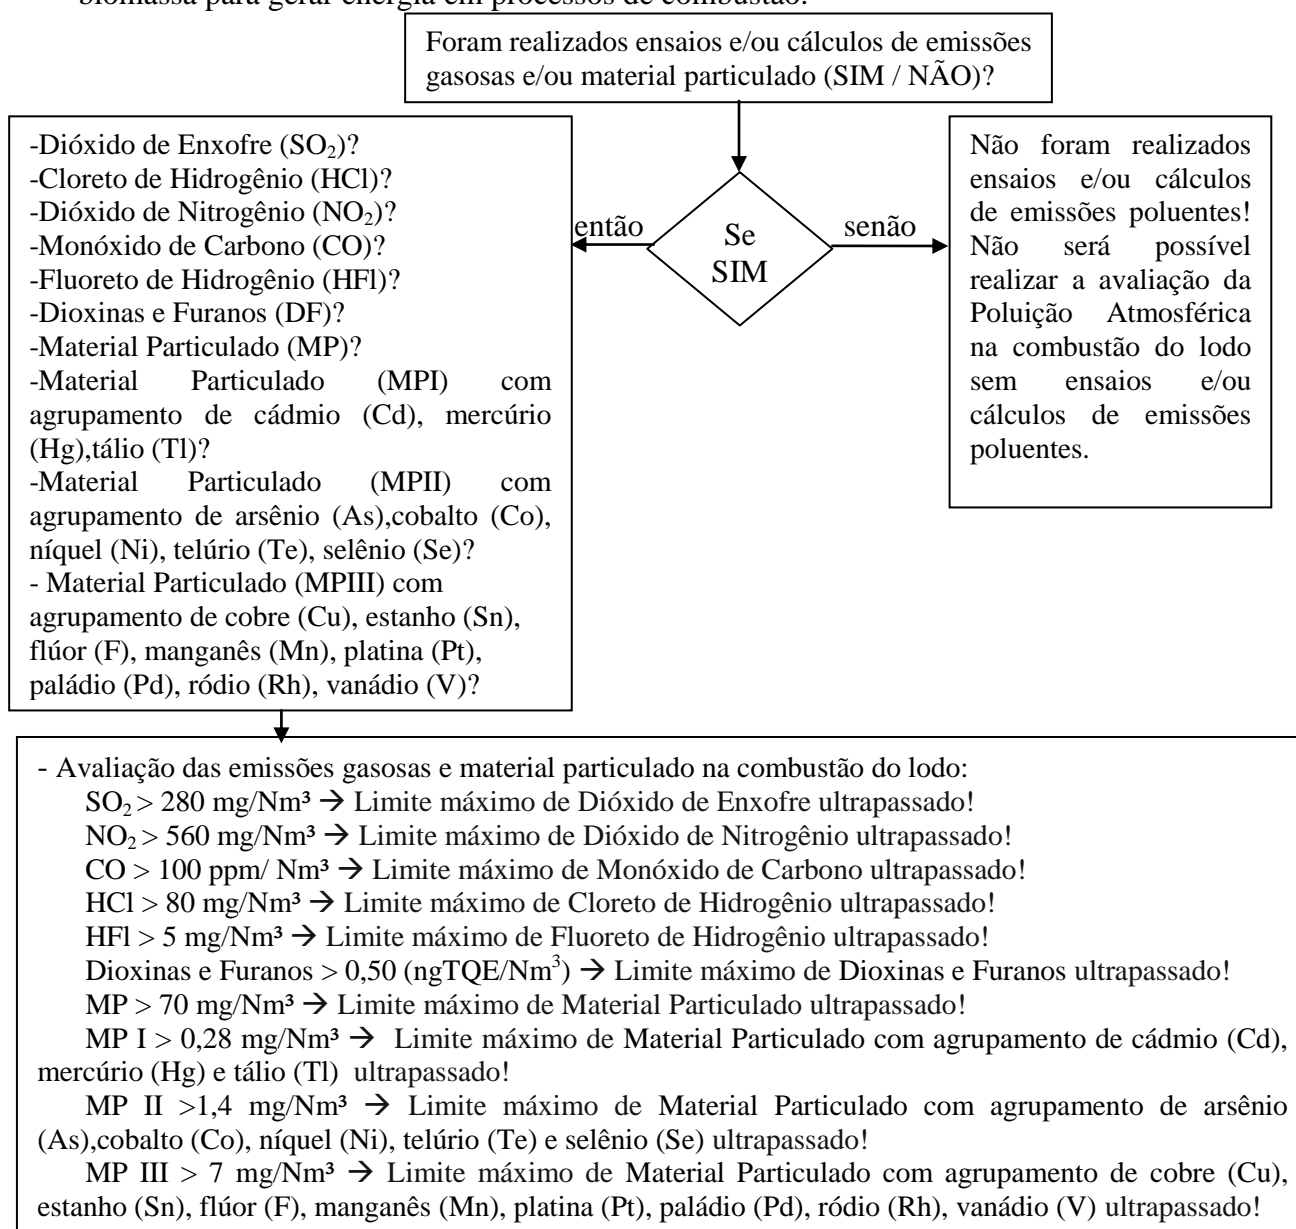 biomassa para gerar energia em processos de combustão.
Foram realizados ensaios e/ou cálculos de emissões
gasosas e/ou material particulado (SIM / NÃO)?
-Dióxido de Enxofre (SO₂)?
-Cloreto de Hidrogênio (HCl)?
-Dióxido de Nitrogênio (NO₂)?
-Monóxido de Carbono (CO)?
-Fluoreto de Hidrogênio (HFl)?
-Dioxinas e Furanos (DF)?
-Material Particulado (MP)?
-Material Particulado (MPI) com
agrupamento de cádmio (Cd), mercúrio
(Hg),tálio (Tl)?
-Material Particulado (MPII) com
agrupamento de arsênio (As),cobalto (Co),
níquel (Ni), telúrio (Te), selênio (Se)?
- Material Particulado (MPIII) com
agrupamento de cobre (Cu), estanho (Sn),
flúor (F), manganês (Mn), platina (Pt),
paládio (Pd), ródio (Rh), vanádio (V)?
então
Se
SIM
senão
Não foram realizados
ensaios e/ou cálculos
de emissões poluentes!
Não será possível
realizar a avaliação da
Poluição Atmosférica
na combustão do lodo
sem ensaios e/ou
cálculos de emissões
poluentes.
- Avaliação das emissões gasosas e material particulado na combustão do lodo:
SO₂ > 280 mg/Nm³ → Limite máximo de Dióxido de Enxofre ultrapassado!
NO₂ > 560 mg/Nm³ → Limite máximo de Dióxido de Nitrogênio ultrapassado!
CO > 100 ppm/ Nm³ → Limite máximo de Monóxido de Carbono ultrapassado!
HCl > 80 mg/Nm³ → Limite máximo de Cloreto de Hidrogênio ultrapassado!
HFl > 5 mg/Nm³ → Limite máximo de Fluoreto de Hidrogênio ultrapassado!
Dioxinas e Furanos > 0,50 (ngTQE/Nm³) → Limite máximo de Dioxinas e Furanos ultrapassado!
MP > 70 mg/Nm³ → Limite máximo de Material Particulado ultrapassado!
MP I > 0,28 mg/Nm³ → Limite máximo de Material Particulado com agrupamento de cádmio (Cd),
mercúrio (Hg) e tálio (Tl) ultrapassado!
MP II >1,4 mg/Nm³ → Limite máximo de Material Particulado com agrupamento de arsênio
(As),cobalto (Co), níquel (Ni), telúrio (Te) e selênio (Se) ultrapassado!
MP III > 7 mg/Nm³ → Limite máximo de Material Particulado com agrupamento de cobre (Cu),
estanho (Sn), flúor (F), manganês (Mn), platina (Pt), paládio (Pd), ródio (Rh), vanádio (V) ultrapassado!